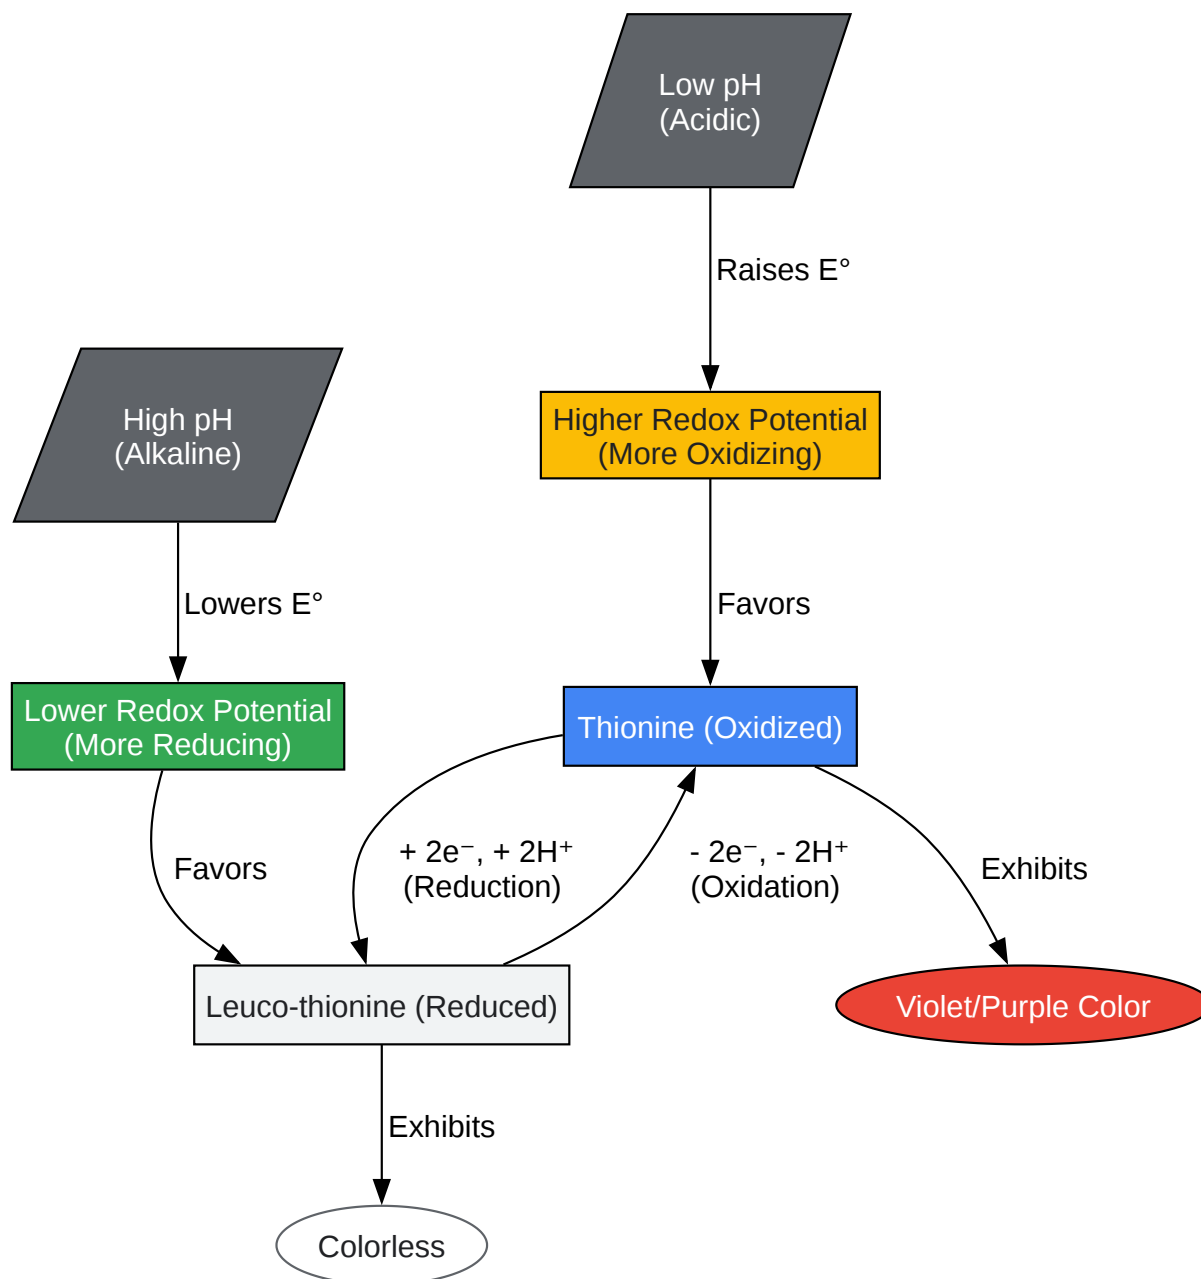 Low pH
(Acidic)
Raises E°
High pH
(Alkaline)
Higher Redox Potential
(More Oxidizing)
Lowers E°
Favors
Lower Redox Potential
(More Reducing)
Thionine (Oxidized)
Favors
+ 2e⁻, + 2H⁺
(Reduction)
- 2e⁻, - 2H⁺
(Oxidation)
Exhibits
Leuco-thionine (Reduced)
Violet/Purple Color
Exhibits
Colorless